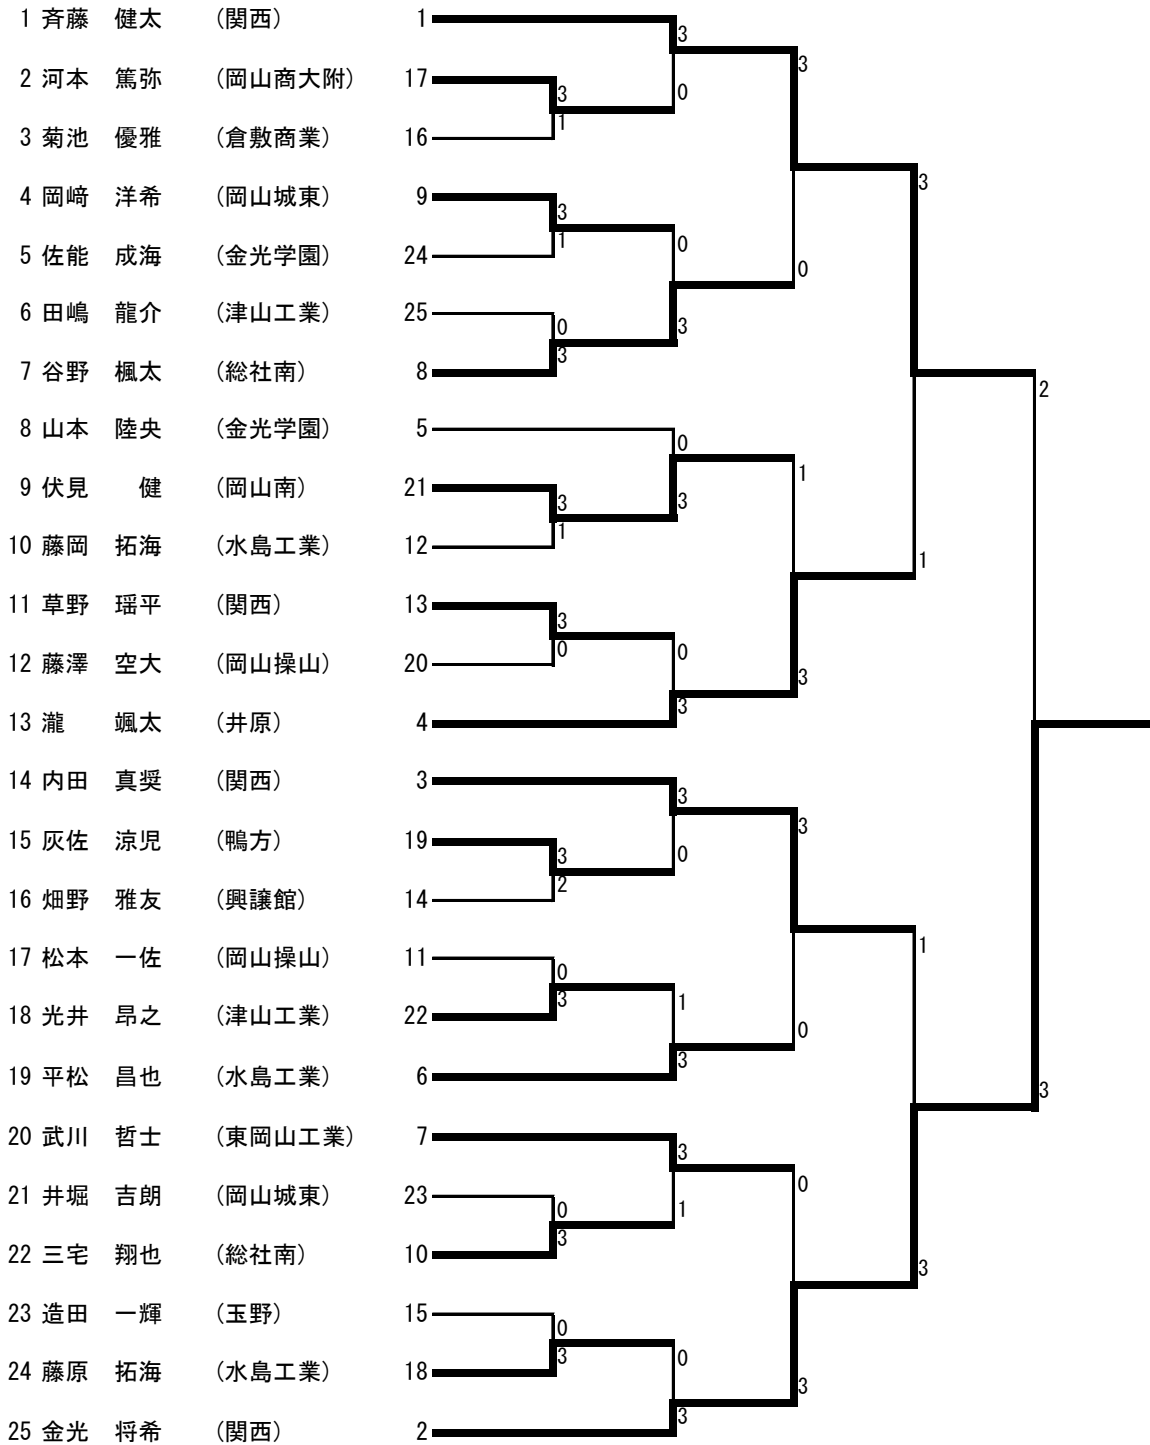 1 斉藤 健太 (関西) 1
3
3
2 河本 篤弥 (岡山商大附) 17
3
0
1
3 菊池 優雅 (倉敷商業) 16
3
4 岡﨑 洋希 (岡山城東) 9
3
1
0
5 佐能 成海 (金光学園) 24
0
6 田嶋 龍介 (津山工業) 25
0
3
3
7 谷野 楓太 (総社南) 8
2
8 山本 陸央 (金光学園) 5
0
1
9 伏見 健 (岡山南) 21
3
3
1
10 藤岡 拓海 (水島工業) 12
1
11 草野 瑶平 (関西) 13
3
0
0
12 藤澤 空大 (岡山操山) 20
3
3
13 瀧 颯太 (井原) 4
14 内田 真奨 (関西) 3
3
3
15 灰佐 涼児 (鴨方) 19
3
0
2
16 畑野 雅友 (興譲館) 14
1
17 松本 一佐 (岡山操山) 11
0
3
1
18 光井 昂之 (津山工業) 22
0
3
19 平松 昌也 (水島工業) 6
3
20 武川 哲士 (東岡山工業) 7
3
0
21 井堀 吉朗 (岡山城東) 23
0
1
3
22 三宅 翔也 (総社南) 10
3
23 造田 一輝 (玉野) 15
0
3
0
24 藤原 拓海 (水島工業) 18
3
3
25 金光 将希 (関西) 2